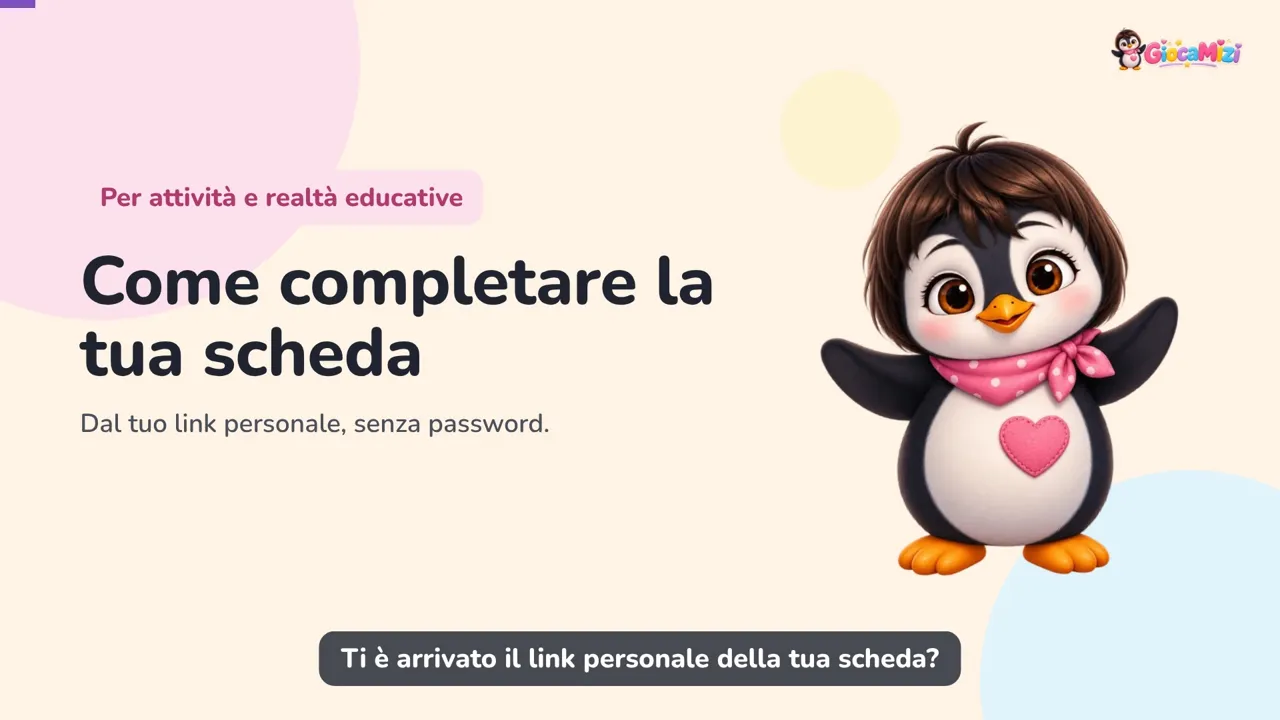 GiocaMizi
Per attività e realtà educative
Come completare la
tua scheda
Dal tuo link personale, senza password.
Ti è arrivato il link personale della tua scheda?